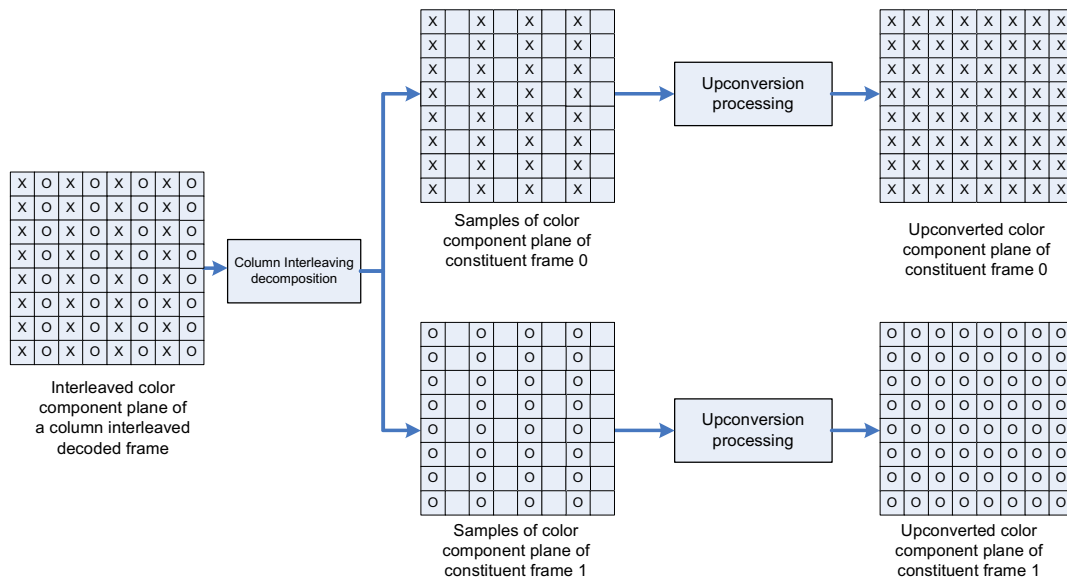 X X X X
X X X X
X X X X
X X X X
X X X X
X X X X
X X X X
X X X X
Samples of color
component plane of
constituent frame 0
Upconversion
processing
X X X X X X X X
X X X X X X X X
X X X X X X X X
X X X X X X X X
X X X X X X X X
X X X X X X X X
X X X X X X X X
X X X X X X X X
Upconverted color
component plane of
constituent frame 0
X O X O X O X O
X O X O X O X O
X O X O X O X O
X O X O X O X O
X O X O X O X O
X O X O X O X O
X O X O X O X O
X O X O X O X O
Interleaved color
component plane of
a column interleaved
decoded frame
Column Interleaving
decomposition
O O O O
O O O O
O O O O
O O O O
O O O O
O O O O
O O O O
O O O O
Samples of color
component plane of
constituent frame 1
Upconversion
processing
O O O O O O O O
O O O O O O O O
O O O O O O O O
O O O O O O O O
O O O O O O O O
O O O O O O O O
O O O O O O O O
O O O O O O O O
Upconverted color
component plane of
constituent frame 1